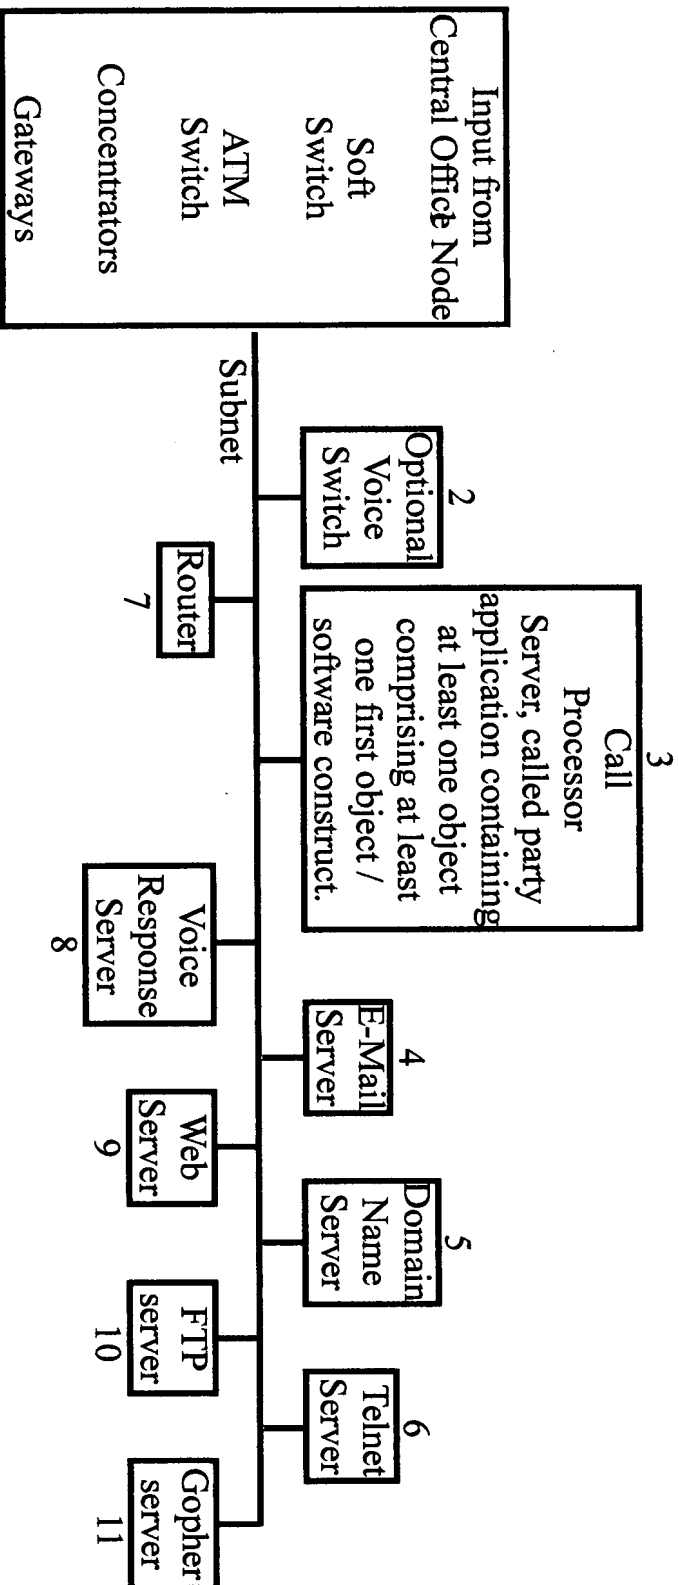 Input from
Central Office Node
Soft
Switch
ATM
Switch
Concentrators
Gateways
Subnet
2
Optional
Voice
Switch
3
Call
Processor
Server, called party
application containing
at least one object
comprising at least
one first object /
software construct.
4
E-Mail
Server
5
Domain
Name
Server
6
Telnet
Server
Router
7
Voice
Response
Server
8
Web
Server
9
FTP
server
10
Gopher
server
11